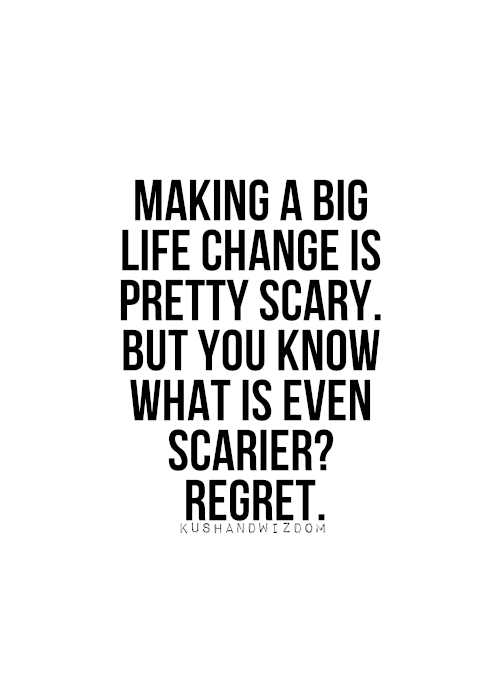 MAKING A BIG
LIFE CHANGE IS
PRETTY SCARY.
BUT YOU KNOW
WHAT IS EVEN
SCARIER?
REGRET.
KUSHANDWIZDOM